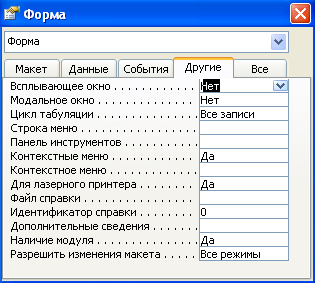 Форма
Форма
Макет Данные События Другие Все
Всплывающее окно . . . . . . . . . . . . Нет
Модальное окно . . . . . . . . . . . . . . Нет
Цикл табуляции . . . . . . . . . . . . . . Все записи
Строка меню . . . . . . . . . . . . . . . .
Панель инструментов . . . . . . . . . .
Контекстные меню . . . . . . . . . . . . Да
Контекстное меню . . . . . . . . . . . .
Для лазерного принтера . . . . . . . . Да
Файл справки . . . . . . . . . . . . . . .
Идентификатор справки . . . . . . . . 0
Дополнительные сведения . . . . . . .
Наличие модуля . . . . . . . . . . . . . . Да
Разрешить изменения макета . . . . . Все режимы